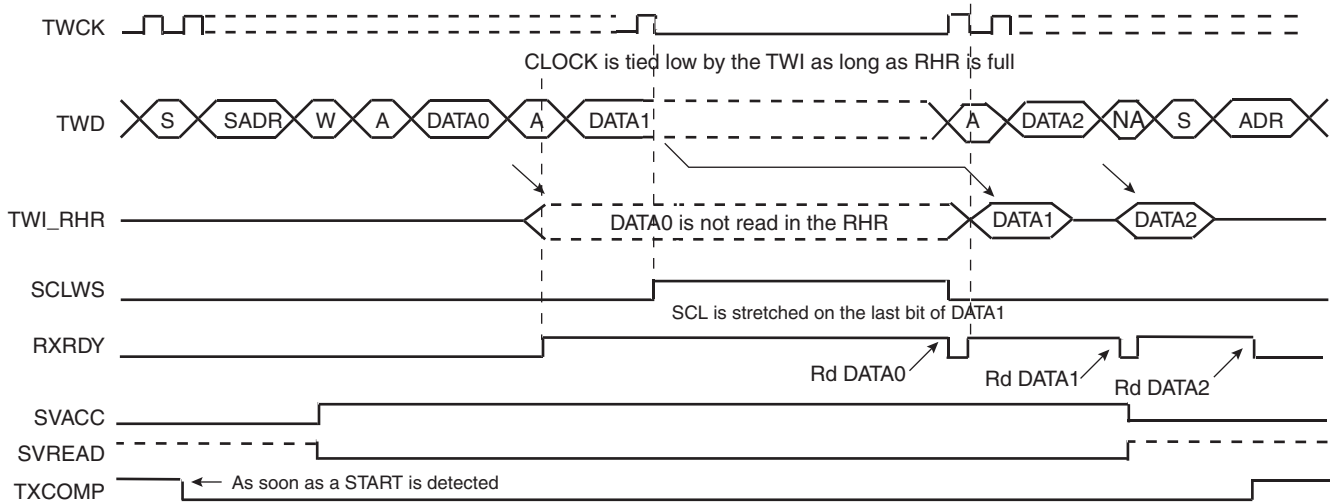 TWCK
CLOCK is tied low by the TWI as long as RHR is full
TWD S SADR W A DATA0 A DATA1 A DATA2 NA S ADR
TWI_RHR DATA0 is not read in the RHR DATA1 DATA2
SCLWS
SCL is stretched on the last bit of DATA1
RXRDY
Rd DATA0 Rd DATA1 Rd DATA2
SVACC
SVREAD
TXCOMP As soon as a START is detected